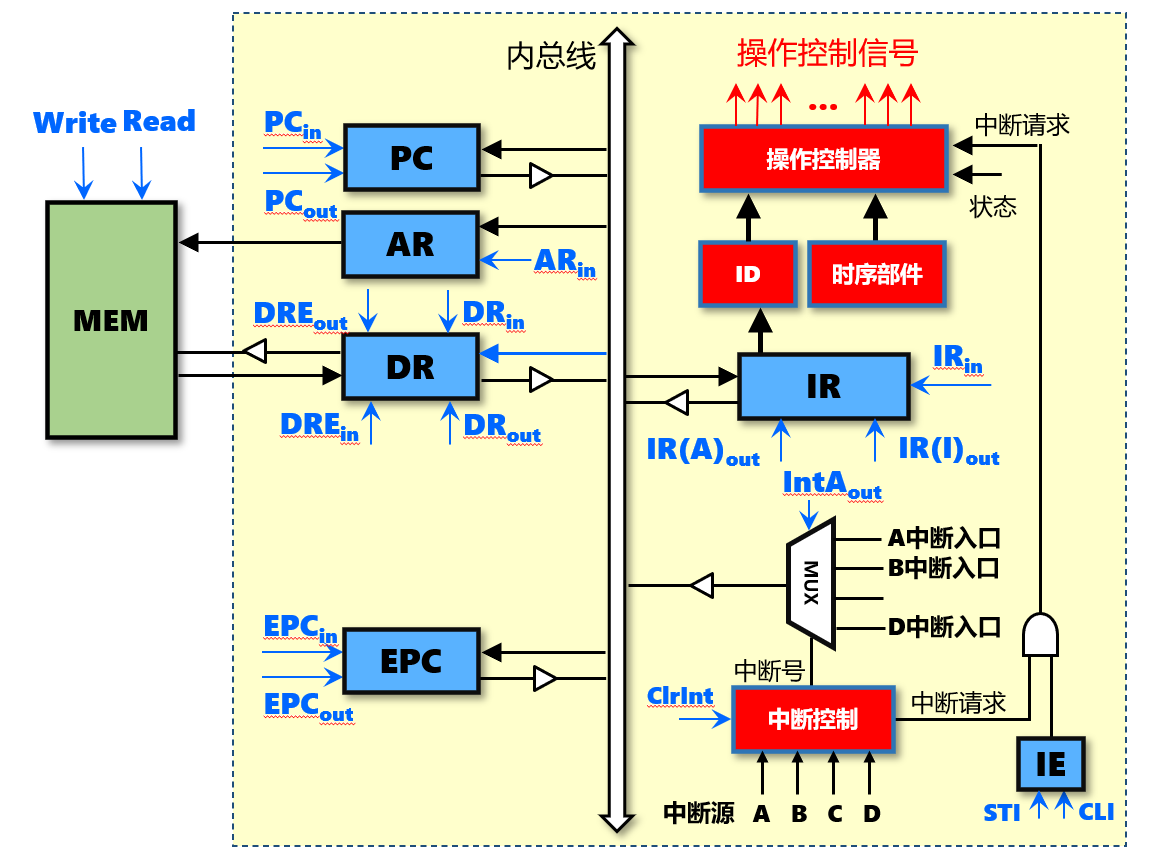 内总线
操作控制信号
...
Write Read
PCin
PC
PCout
中断请求
操作控制器
状态
AR
ARin
ID
时序部件
MEM
DREout
DRin
DR
DREin
DRout
IRin
IR
IR(A)out
IR(I)out
IntAout
MUX
A中断入口
B中断入口
D中断入口
EPCin
EPC
EPCout
中断号
ClrInt
中断控制
中断请求
IE
中断源 A B C D
STI
CLI